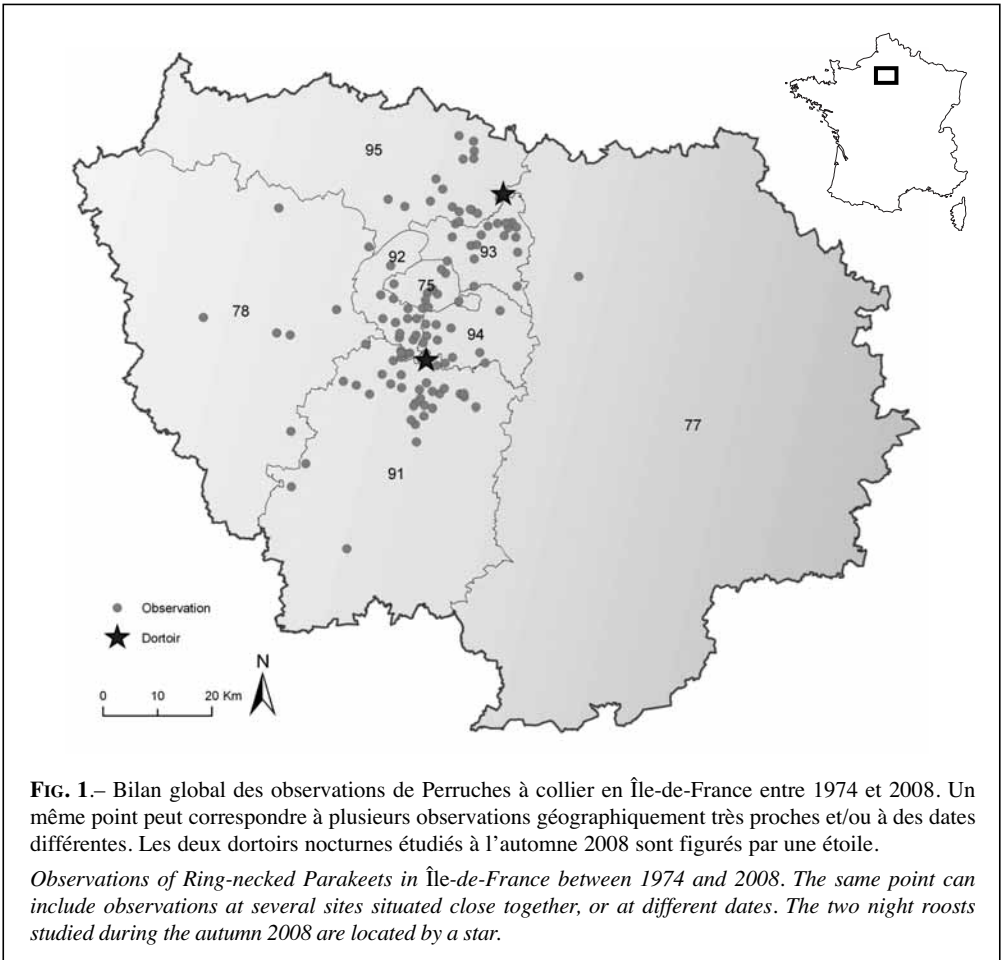 95
92
93
75
78
94
77
91
Observation
Dortoir
N
0 10 20 Km
FIG. 1.– Bilan global des observations de Perruches à collier en Île-de-France entre 1974 et 2008. Un
même point peut correspondre à plusieurs observations géographiquement très proches et/ou à des dates
différentes. Les deux dortoirs nocturnes étudiés à l’automne 2008 sont figurés par une étoile.
Observations of Ring-necked Parakeets in Île-de-France between 1974 and 2008. The same point can
include observations at several sites situated close together, or at different dates. The two night roosts
studied during the autumn 2008 are located by a star.